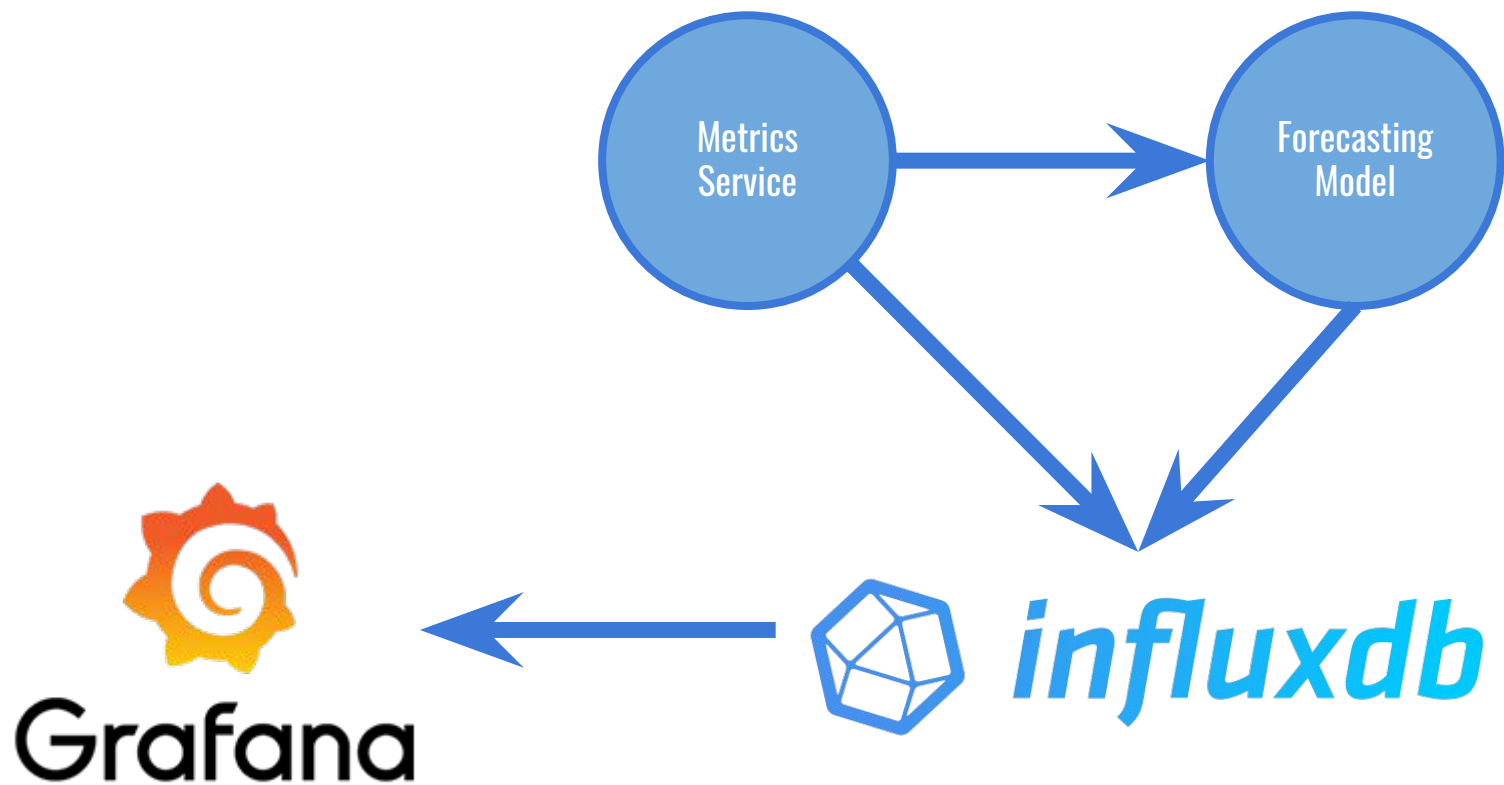 Metrics
Service
Forecasting
Model
influxdb
Grafana